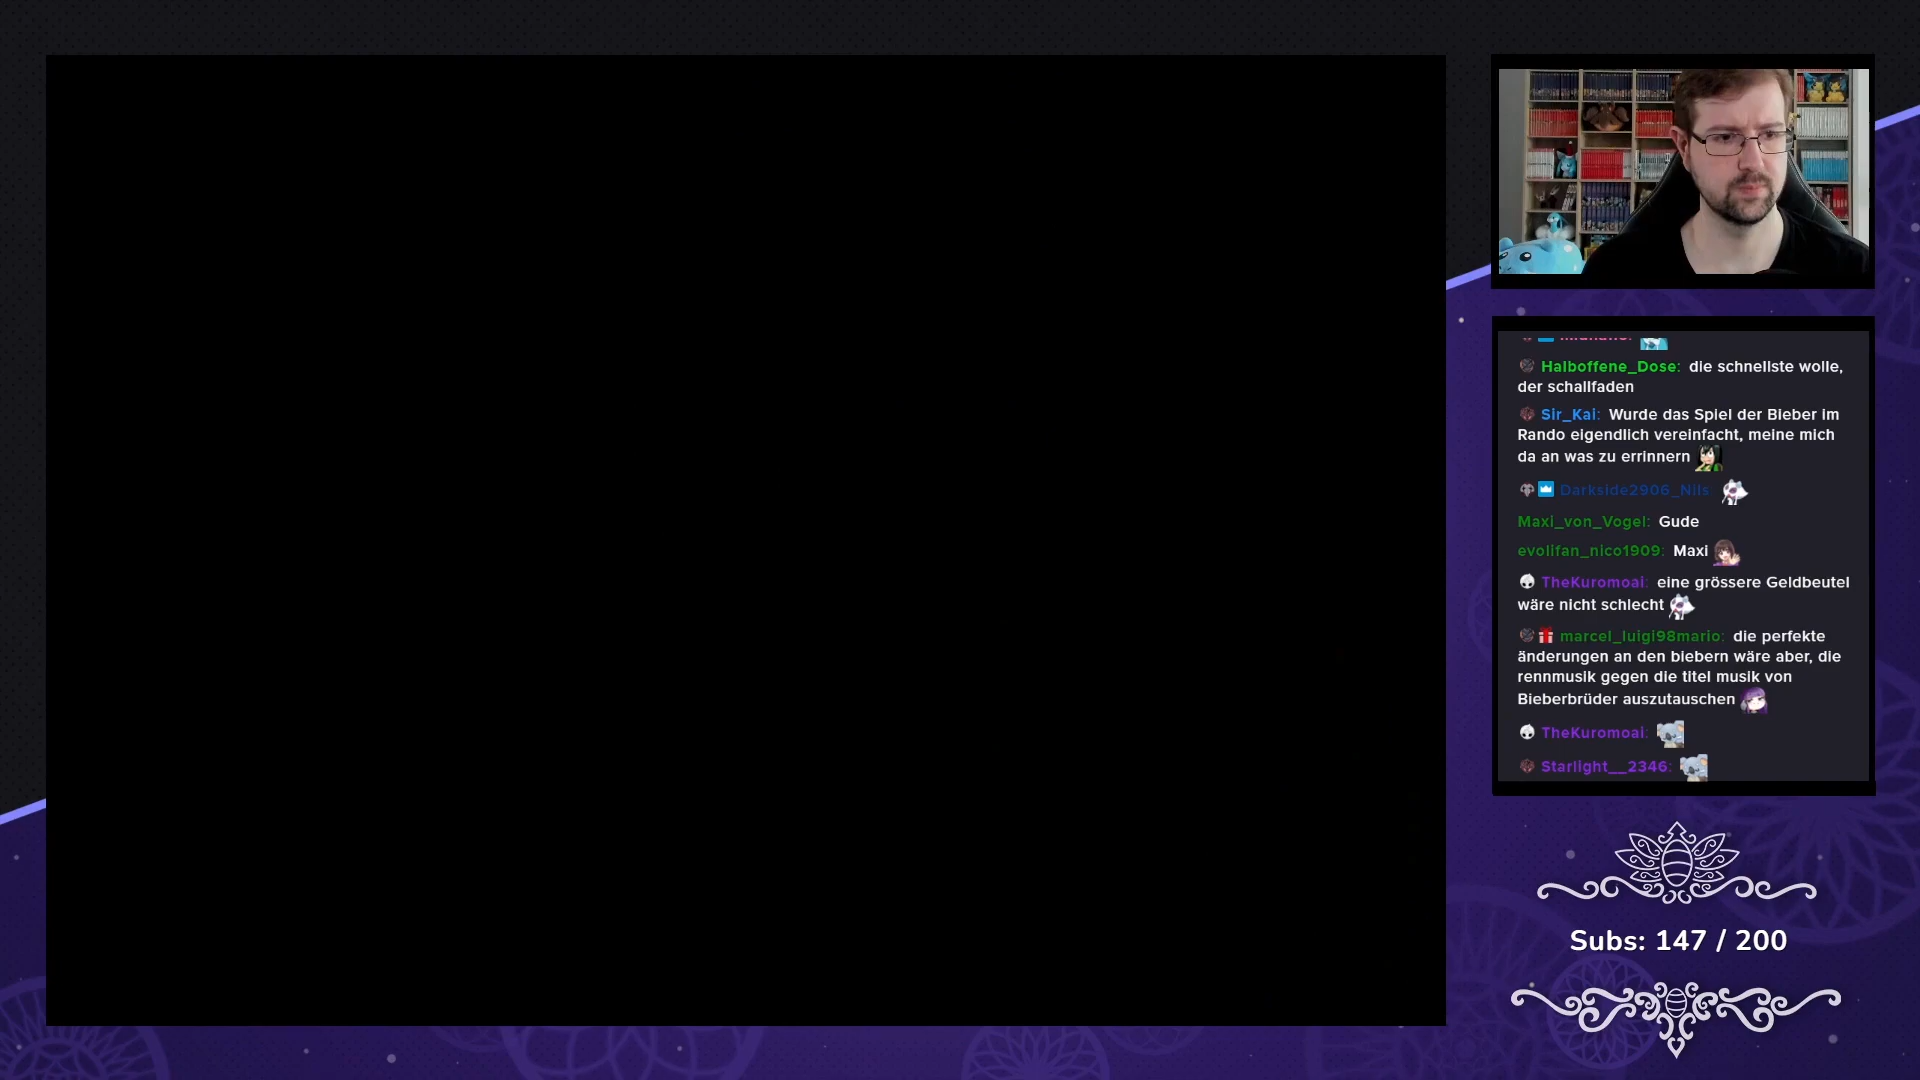 Halboffene_Dose: die schnellste wolle,
der schallfaden
Sir_Kai: Wurde das Spiel der Bieber im
Rando eigendlich vereinfacht, meine mich
da an was zu errinnern
Darkside2906_Nils:
Maxi_von_Vogel: Gude
evolifan_nico1909: Maxi
TheKuromoai: eine grössere Geldbeutel
wäre nicht schlecht
marcel_luigi98mario: die perfekte
änderungen an den biebern wäre aber, die
rennmusik gegen die titel musik von
Bieberbrüder auszutauschen
TheKuromoai:
Starlight__2346:
Subs: 147 / 200